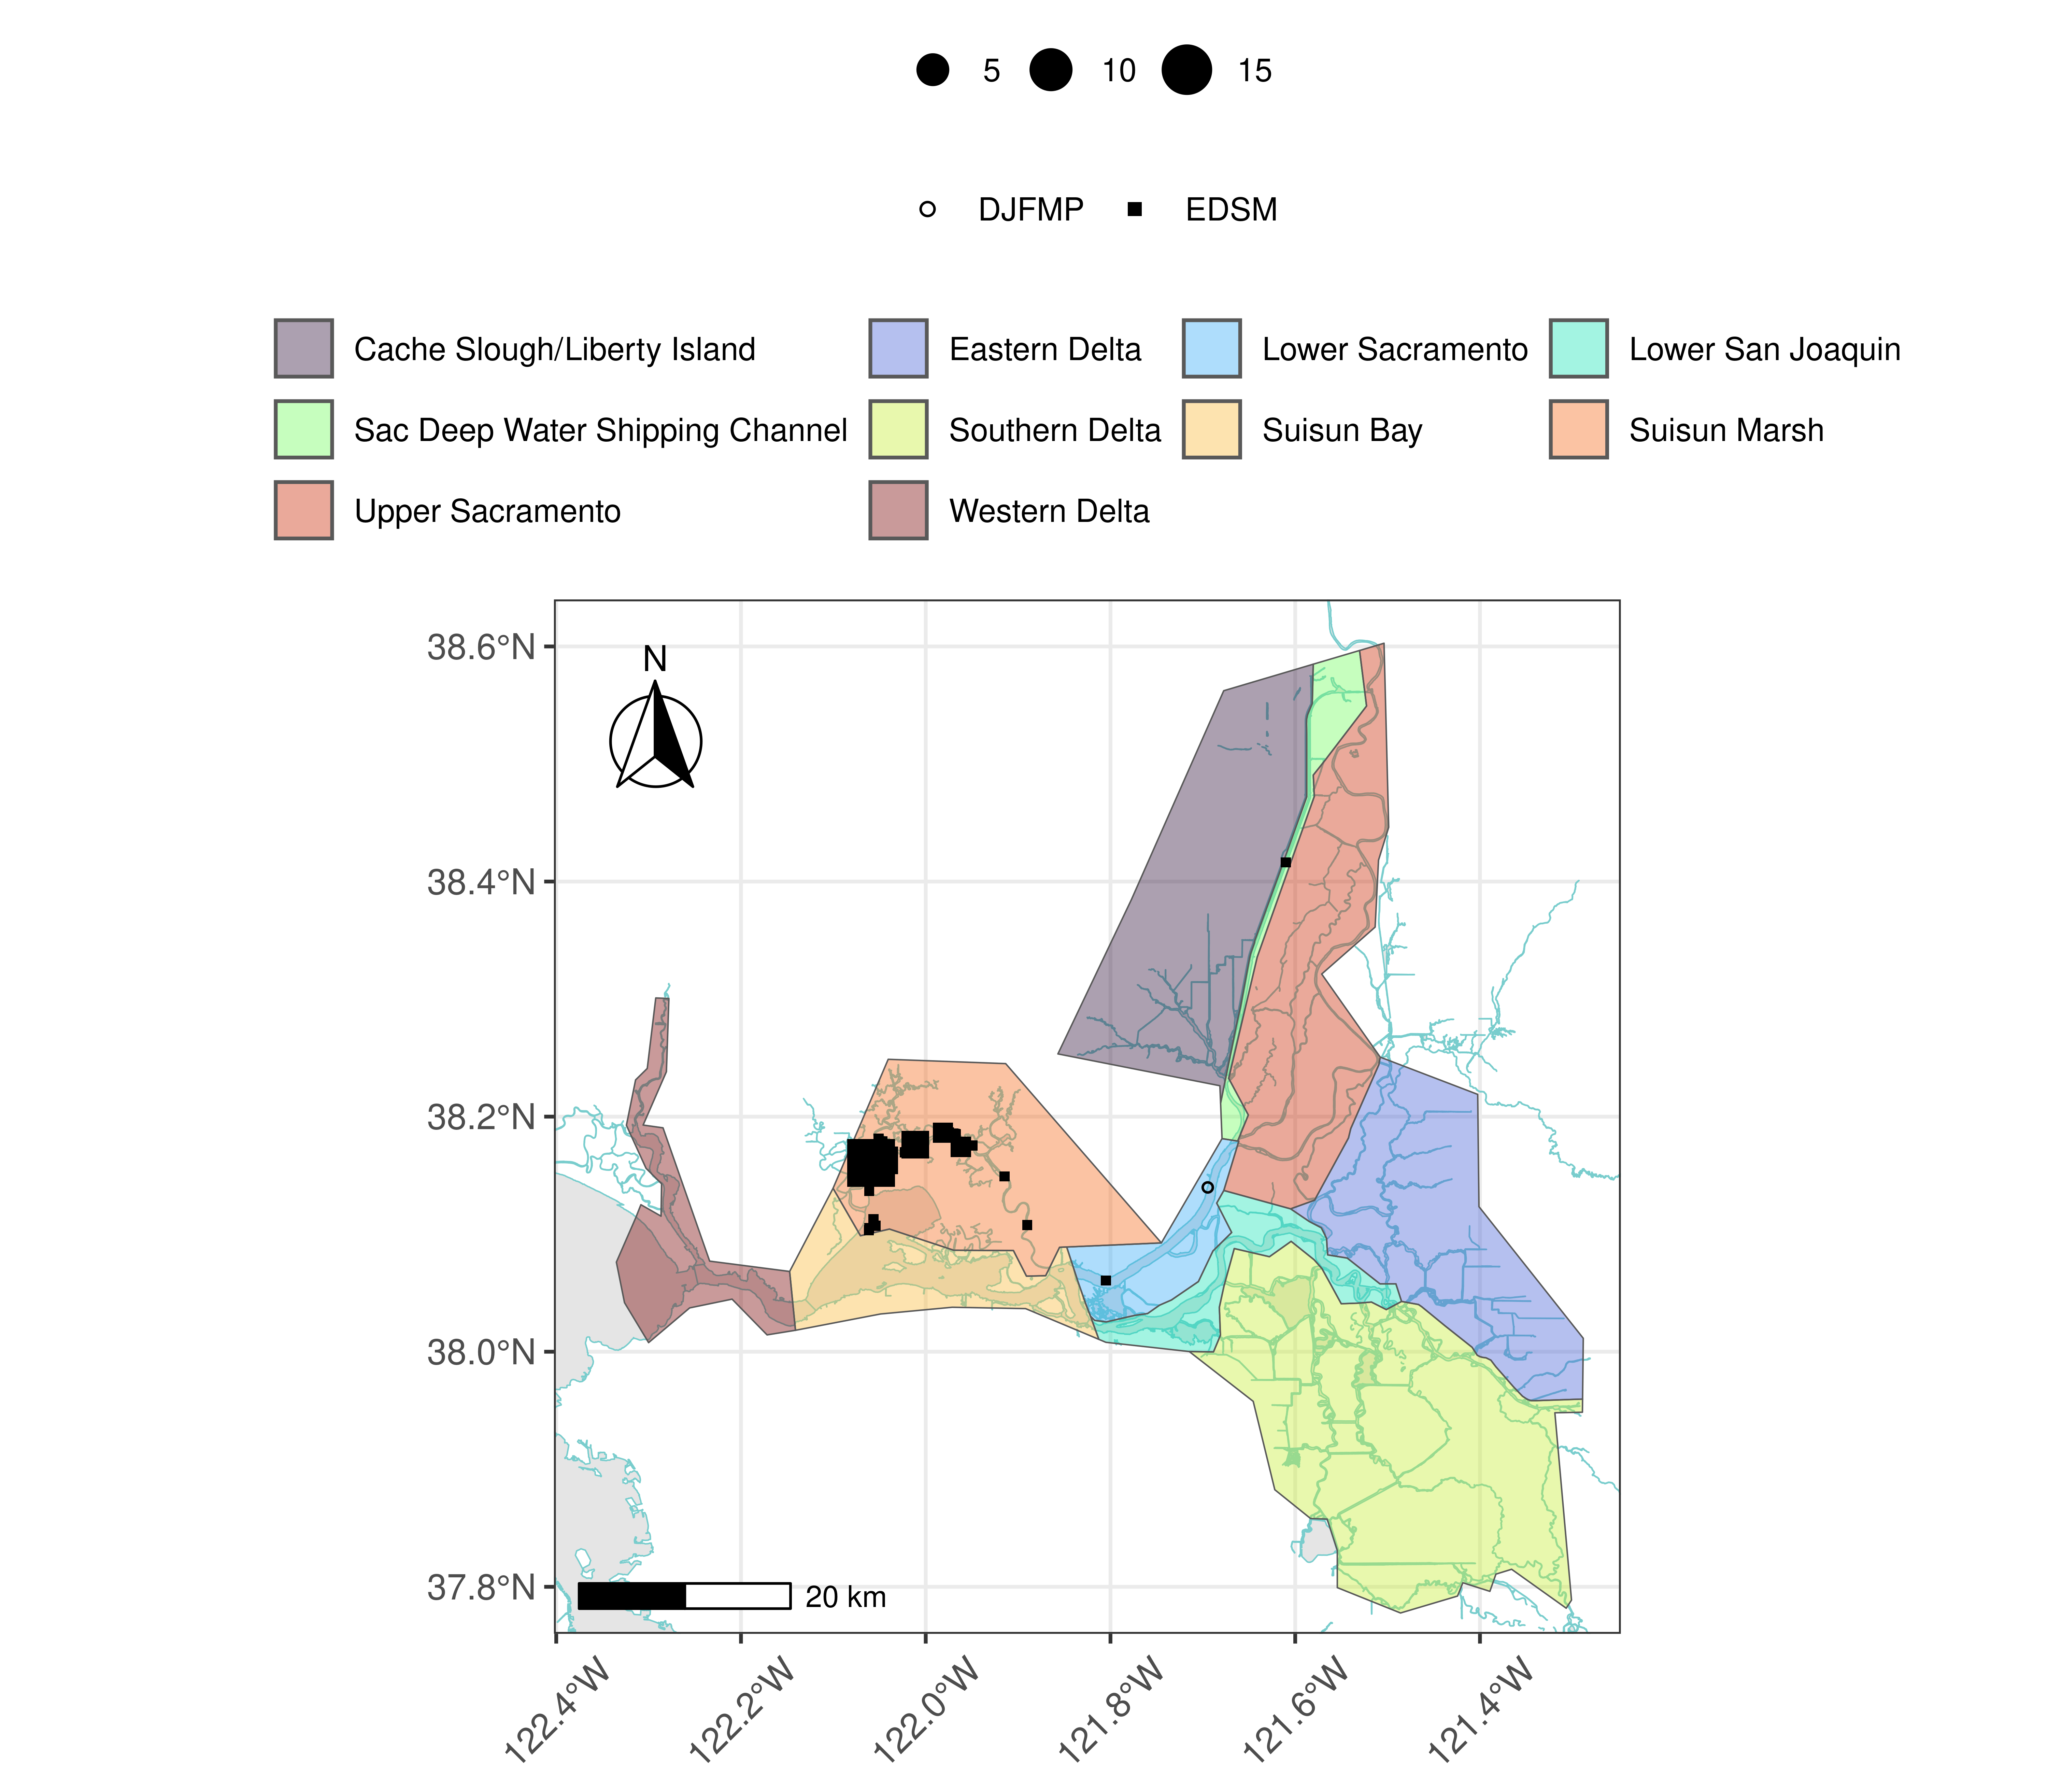 5 10 15
DJFMP EDSM
Cache Slough/Liberty Island Eastern Delta Lower Sacramento Lower San Joaquin
Sac Deep Water Shipping Channel Southern Delta Suisun Bay Suisun Marsh
Upper Sacramento Western Delta
38.6°N
N
38.4°N
38.2°N
38.0°N
37.8°N
20 km
122.4°W 122.2°W 122.0°W 121.8°W 121.6°W 121.4°W